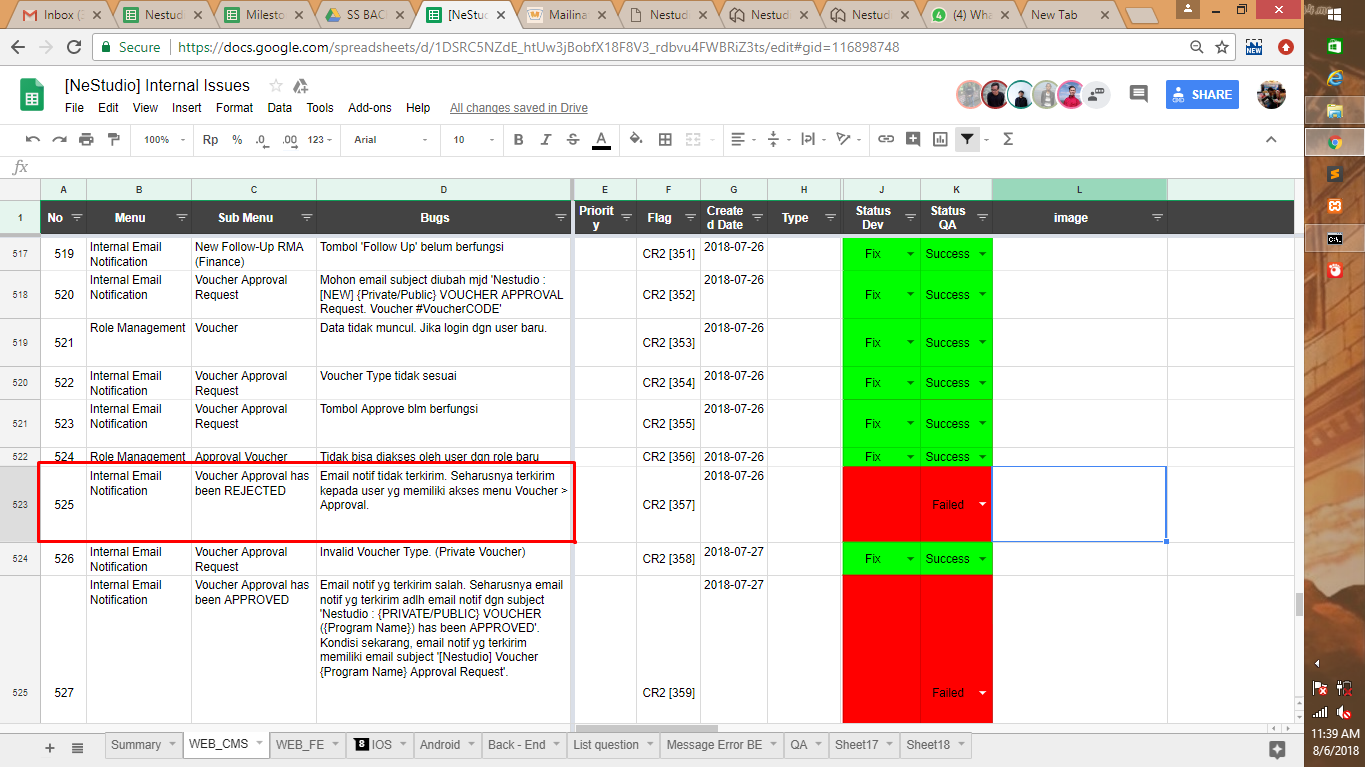 Inbox (3
Nestudi
Milesto
SS BAC
[NeStu
Mailina
Nestud
Nestud
Nestud
(4) Wha
New Tab
Secure
https://docs.google.com/spreadsheets/d/1DSRC5NZdE_htUw3jBobfX18F8V3_rdbvu4FWBRiZ3ts/edit#gid=116898748
NEW
[NeStudio] Internal Issues
File Edit View Insert Format Data Tools Add-ons Help All changes saved in Drive
SHARE
100% Rp % .0 .00 123 Arial 10 B I S A Σ
fx
A B C D E F G H J K L
1 No Menu Sub Menu Bugs Priority Flag Created Date Type Status Dev Status QA image
517 519 Internal Email Notification New Follow-Up RMA (Finance) Tombol 'Follow Up' belum berfungsi CR2 [351] 2018-07-26 Fix Success
518 520 Internal Email Notification Voucher Approval Request Mohon email subject diubah mjd 'Nestudio : [NEW] {Private/Public} VOUCHER APPROVAL Request. Voucher #VoucherCODE' CR2 [352] 2018-07-26 Fix Success
519 521 Role Management Voucher Data tidak muncul. Jika login dgn user baru. CR2 [353] 2018-07-26 Fix Success
520 522 Internal Email Notification Voucher Approval Request Voucher Type tidak sesuai CR2 [354] 2018-07-26 Fix Success
521 523 Internal Email Notification Voucher Approval Request Tombol Approve blm berfungsi CR2 [355] 2018-07-26 Fix Success
522 524 Role Management Approval Voucher Tidak bisa diakses oleh user dgn role baru CR2 [356] 2018-07-26 Fix Success
523 525 Internal Email Notification Voucher Approval has been REJECTED Email notif tidak terkirim. Seharusnya terkirim kepada user yg memiliki akses menu Voucher > Approval. CR2 [357] 2018-07-26 Failed
524 526 Internal Email Notification Voucher Approval Request Invalid Voucher Type. (Private Voucher) CR2 [358] 2018-07-27 Fix Success
525 527 Internal Email Notification Voucher Approval has been APPROVED Email notif yg terkirim salah. Seharusnya email notif yg terkirim adlh email notif dgn subject 'Nestudio : {PRIVATE/PUBLIC} VOUCHER ({Program Name}) has been APPROVED'. Kondisi sekarang, email notif yg terkirim memiliki email subject '[Nestudio] Voucher {Program Name} Approval Request'. CR2 [359] 2018-07-27 Failed
Summary WEB_CMS WEB_FE 8 IOS Android Back - End List question Message Error BE QA Sheet17 Sheet18
11:39 AM
8/6/2018